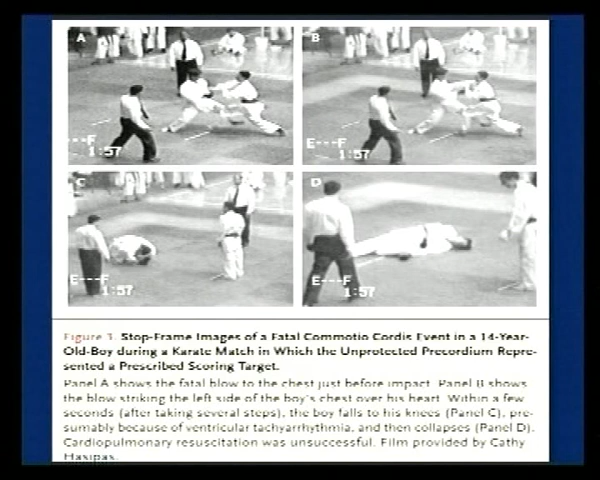 A
B
---F
1:57
E---F
1:57
C
D
E---F
1:57
E---F
1:57
Figure 1. Stop-Frame Images of a Fatal Commotio Cordis Event in a 14-Year-
Old-Boy during a Karate Match in Which the Unprotected Precordium Repre-
sented a Prescribed Scoring Target.
Panel A shows the fatal blow to the chest just before impact. Panel B shows
the blow striking the left side of the boy's chest over his heart. Within a few
seconds (after taking several steps), the boy falls to his knees (Panel C), pre-
sumably because of ventricular tachyarrhythmia, and then collapses (Panel D).
Cardiopulmonary resuscitation was unsuccessful. Film provided by Cathy
Hasipas.